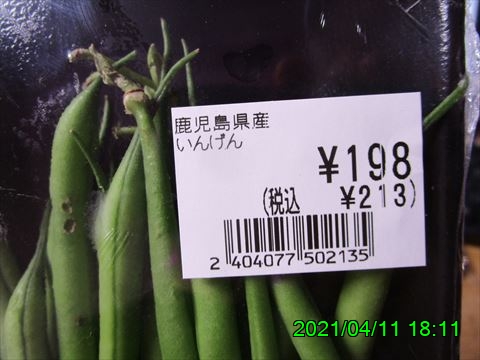 鹿児島県産
いんげん
¥198
(税込 ¥213)
2 404077 502135
2021/04/11 18:11